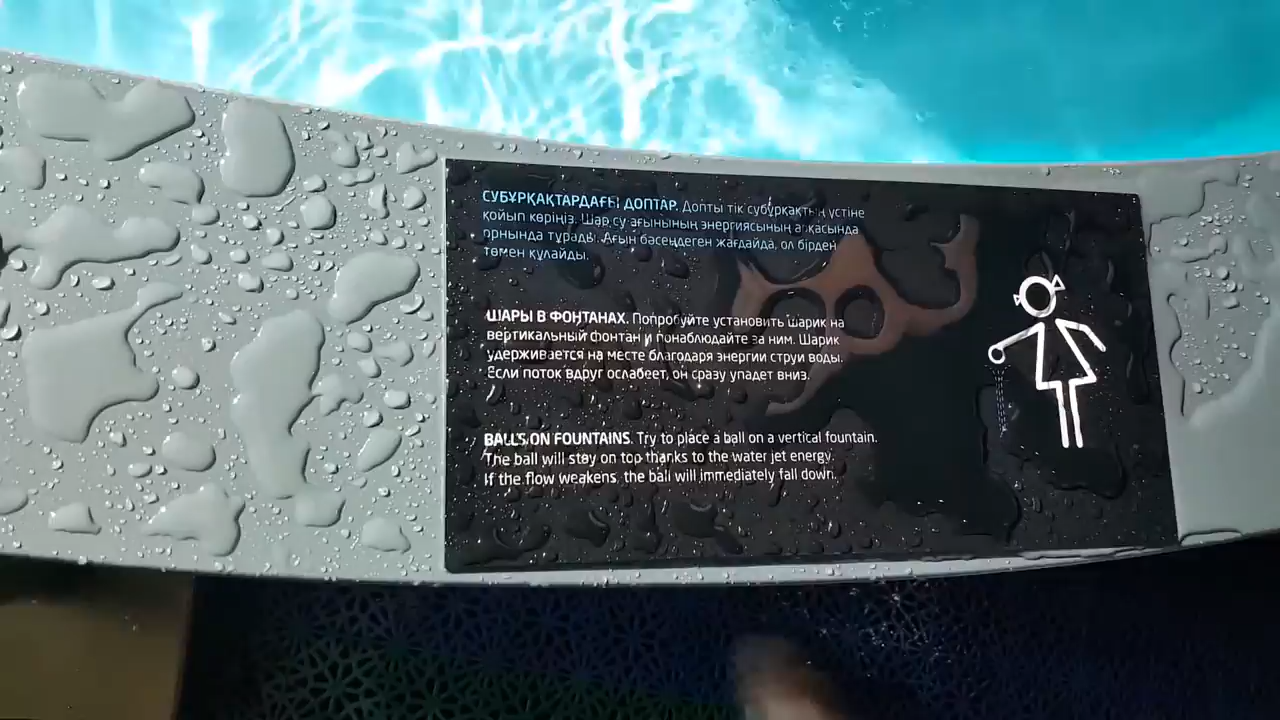 СУБҰРҚАҚТАРДАҒЫ ДОПТАР. Допты тік субұрқақтың үстіне
қойып көріңіз. Шар су ағынының энергиясының арқасында
орнында тұрады. Ағын бәсеңдеген жағдайда, ол бірден
төмен құлайды.
ШАРЫ В ФОНТАНАХ. Попробуйте установить шарик на
вертикальный фонтан и понаблюдайте за ним. Шарик
удерживается на месте благодаря энергии струи воды.
Если поток вдруг ослабеет, он сразу упадет вниз.
BALLS ON FOUNTAINS. Try to place a ball on a vertical fountain.
The ball will stay on top thanks to the water jet energy.
If the flow weakens, the ball will immediately fall down.